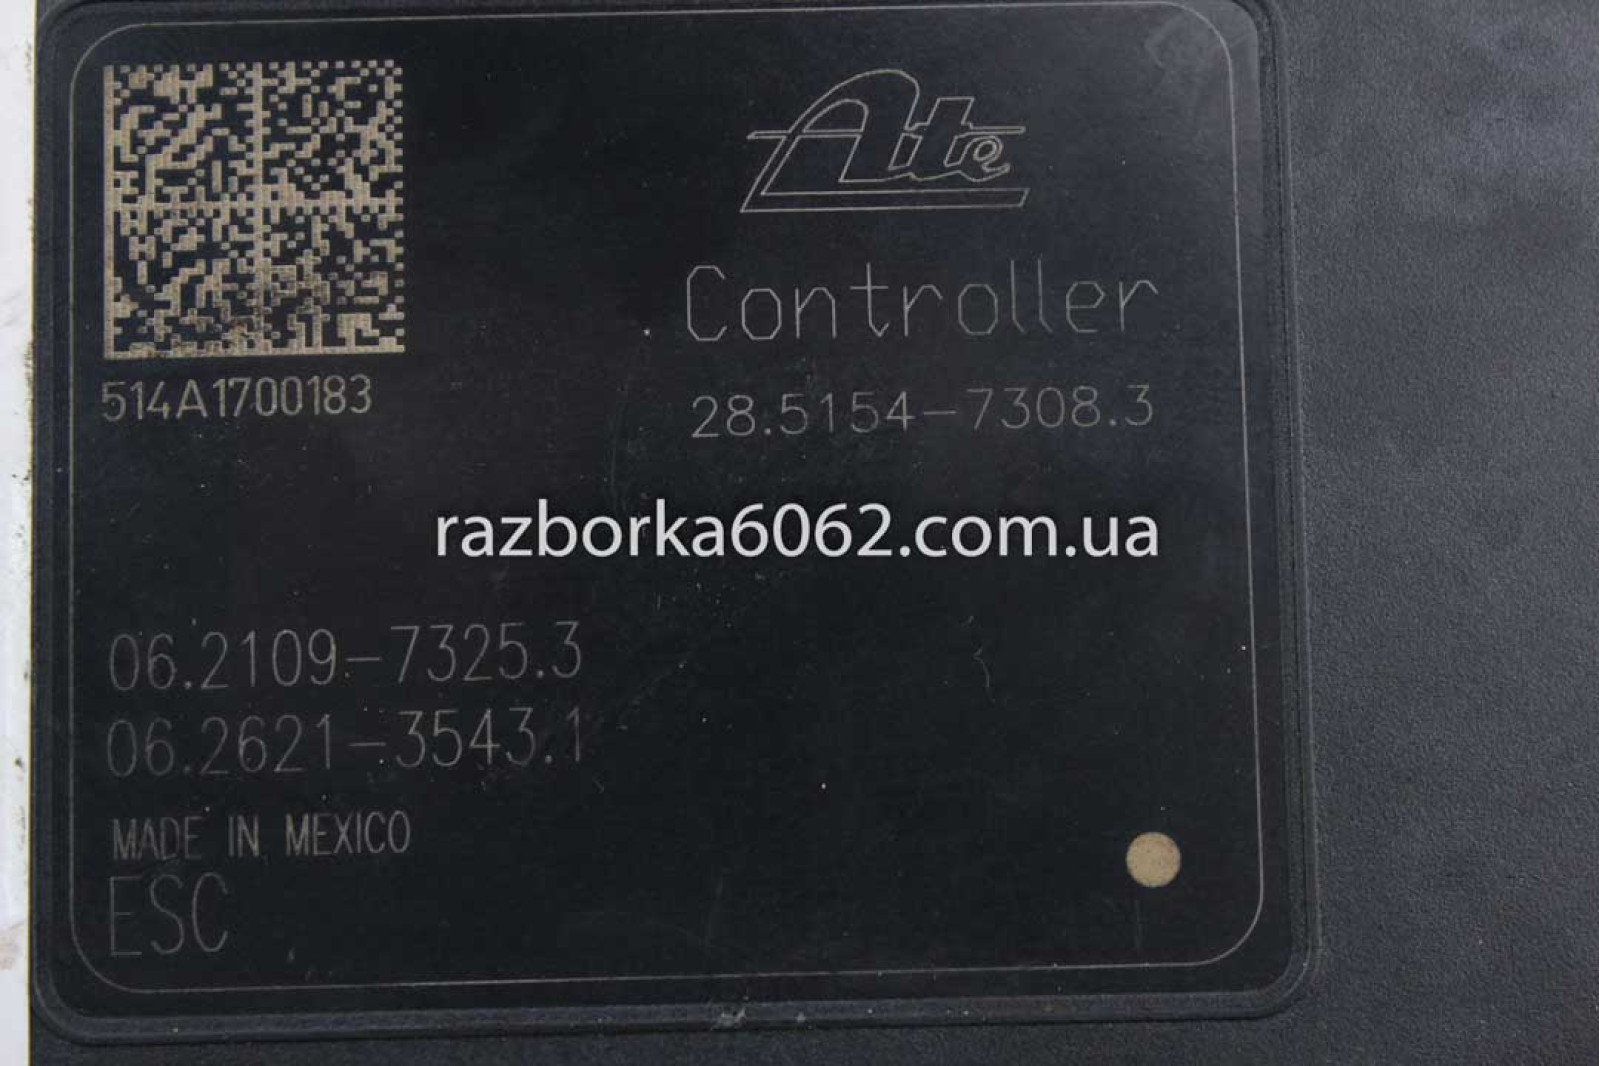 Ate
Controller
28.5154-7308.3
514A1700183
razborka6062.com.ua
06.2109-7325.3
06.2621-3543.1
MADE IN MEXICO
ESC